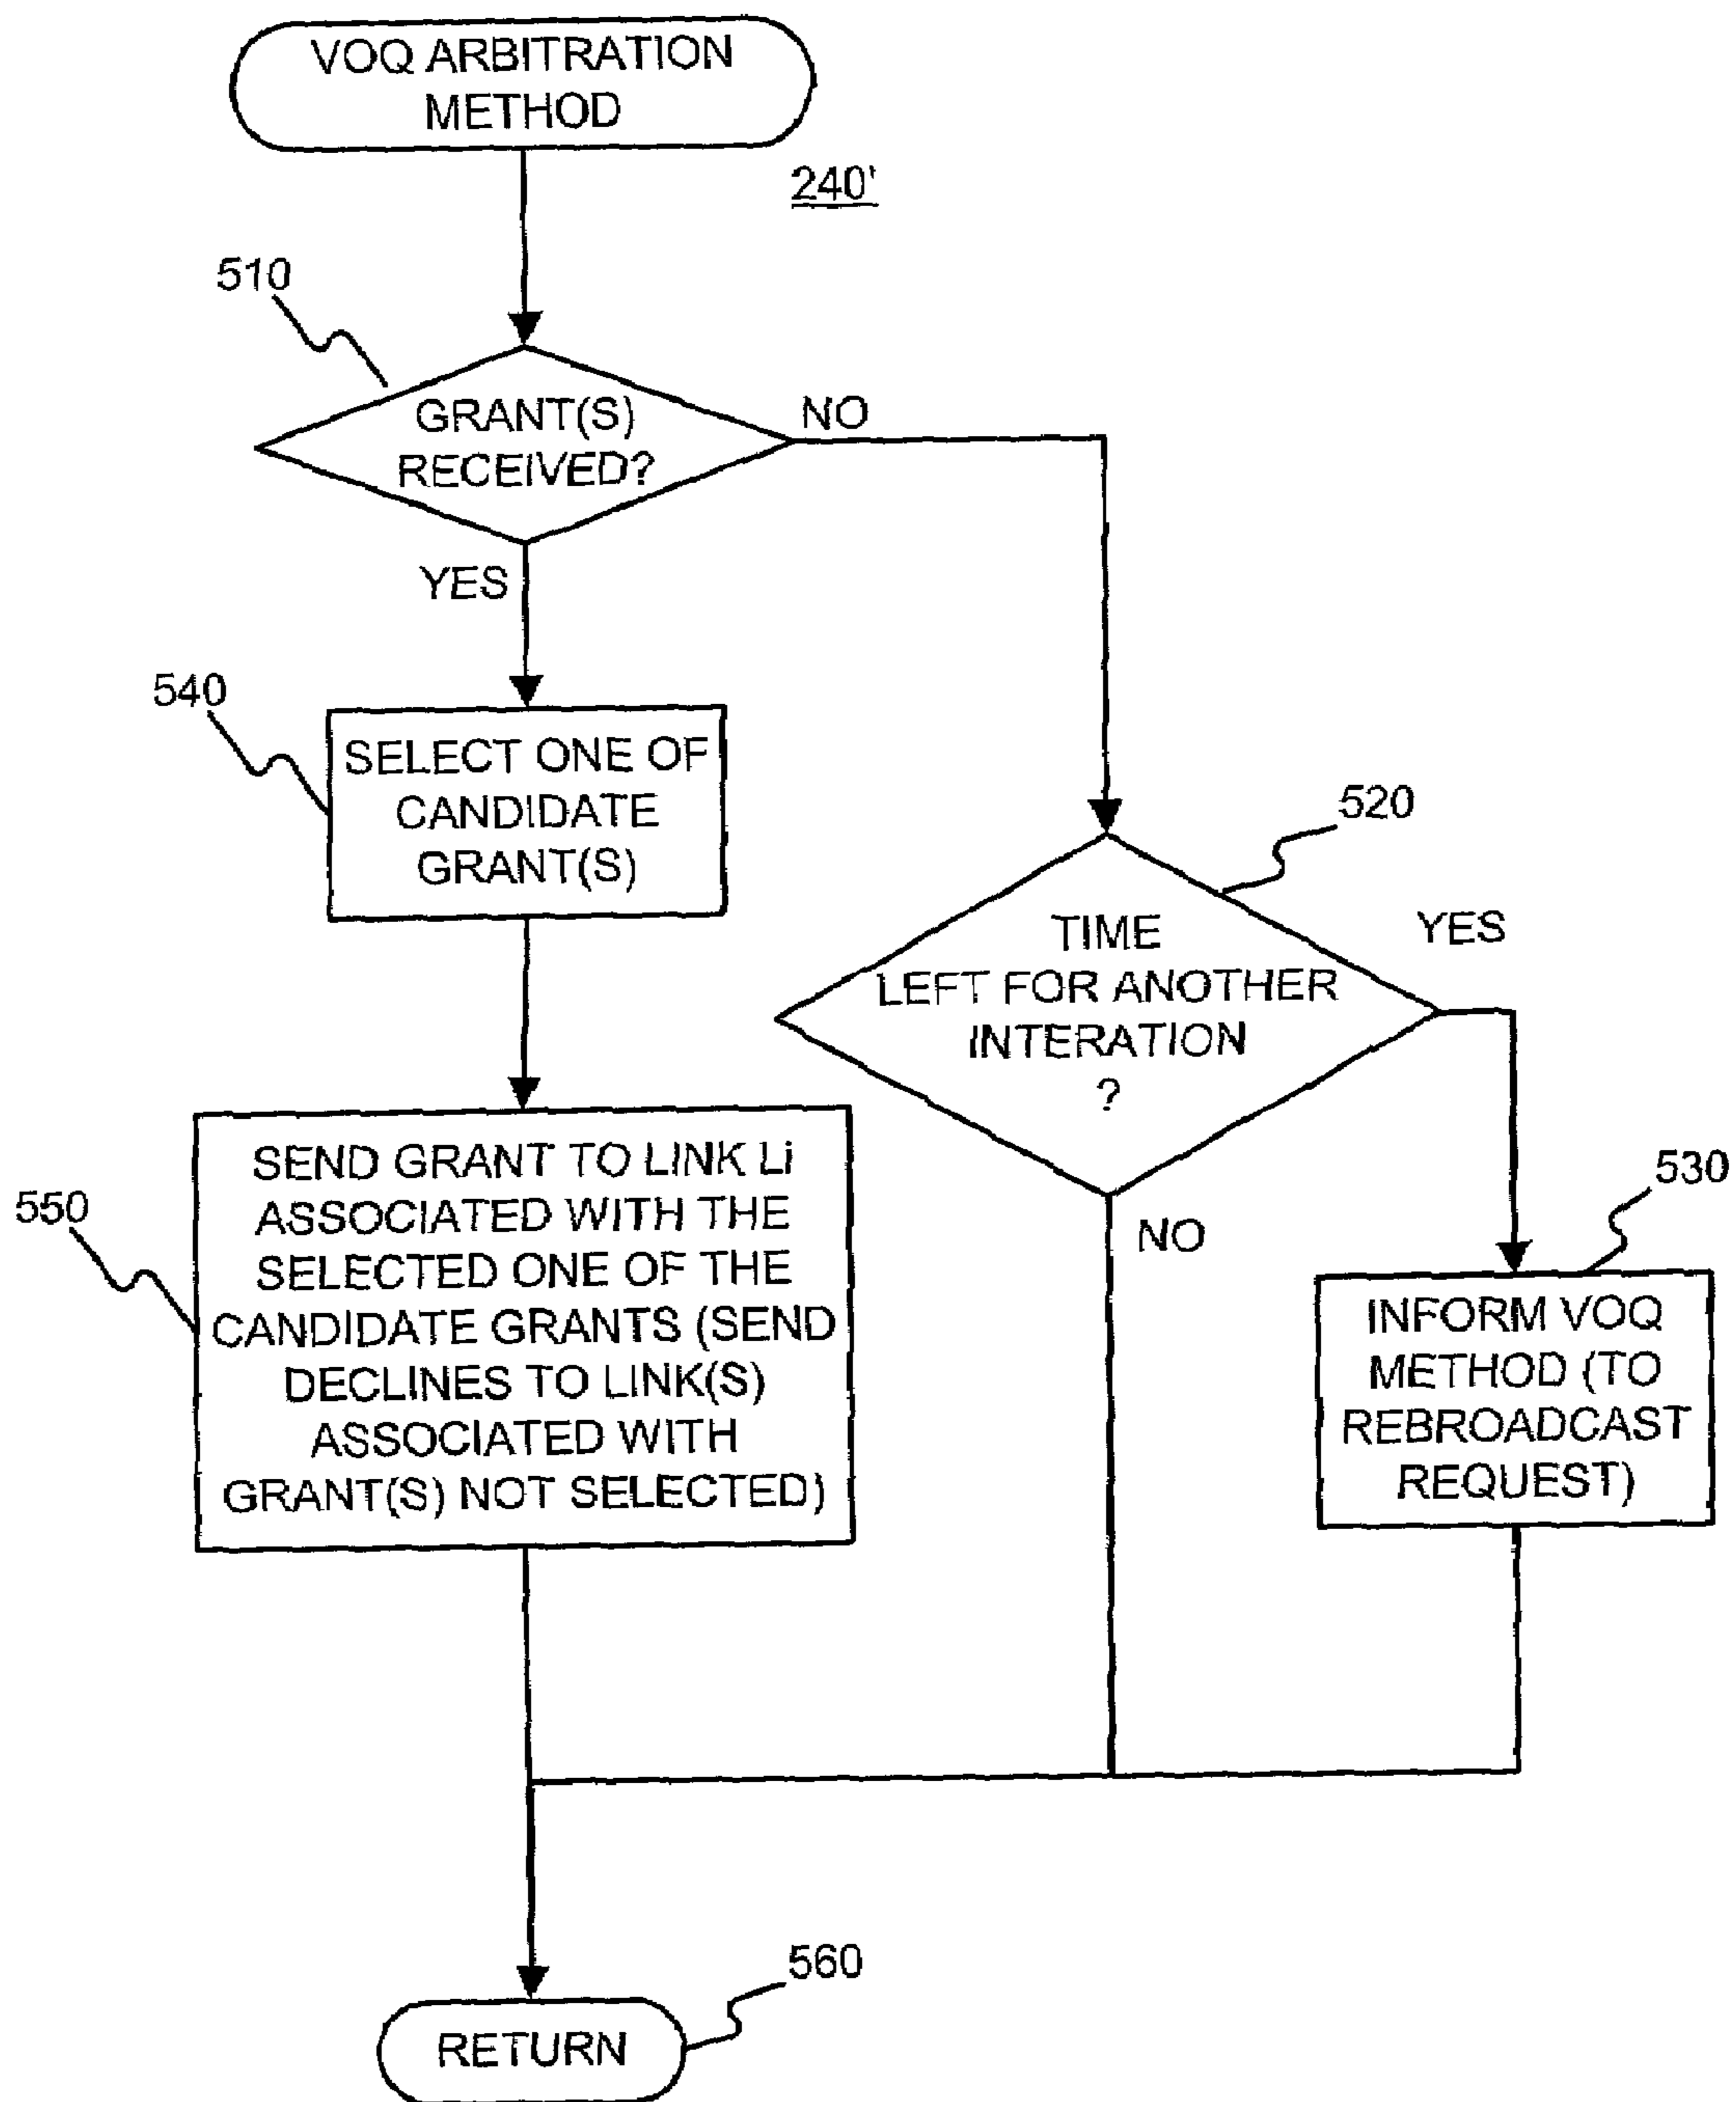 VOQ ARBITRATION
METHOD
240'
510
GRANT(S)
RECEIVED?
NO
YES
540
SELECT ONE OF
CANDIDATE
GRANT(S)
520
TIME
LEFT FOR ANOTHER
INTERATION
?
YES
NO
550
SEND GRANT TO LINK Li
ASSOCIATED WITH THE
SELECTED ONE OF THE
CANDIDATE GRANTS (SEND
DECLINES TO LINK(S)
ASSOCIATED WITH
GRANT(S) NOT SELECTED)
530
INFORM VOQ
METHOD (TO
REBROADCAST
REQUEST)
560
RETURN